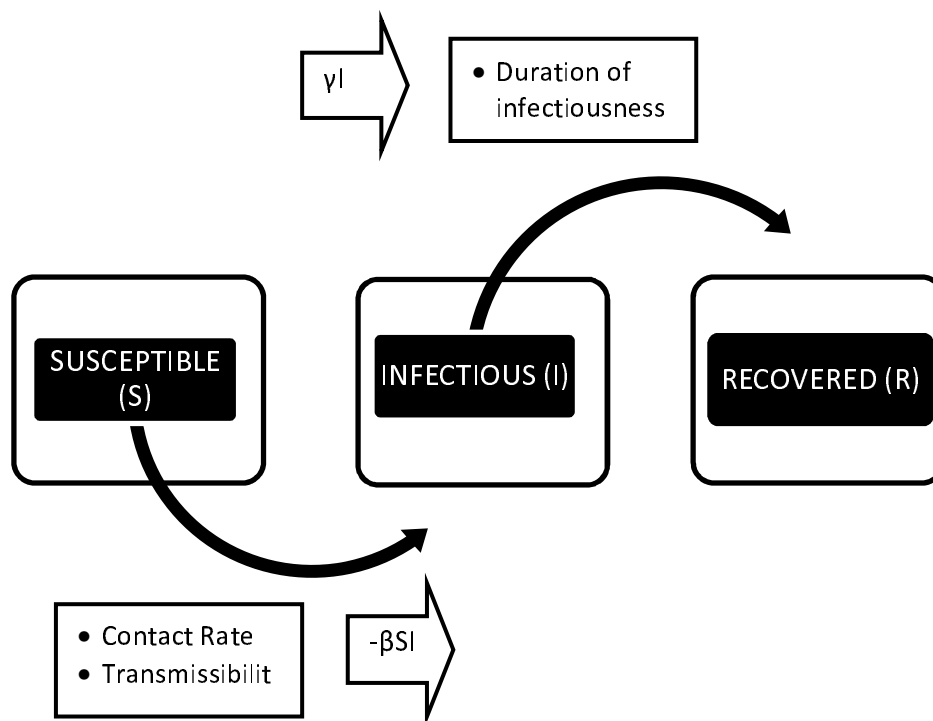 γI
• Duration of
infectiousness
SUSCEPTIBLE
(S)
INFECTIOUS (I)
RECOVERED (R)
• Contact Rate
• Transmissibilit
-βSI